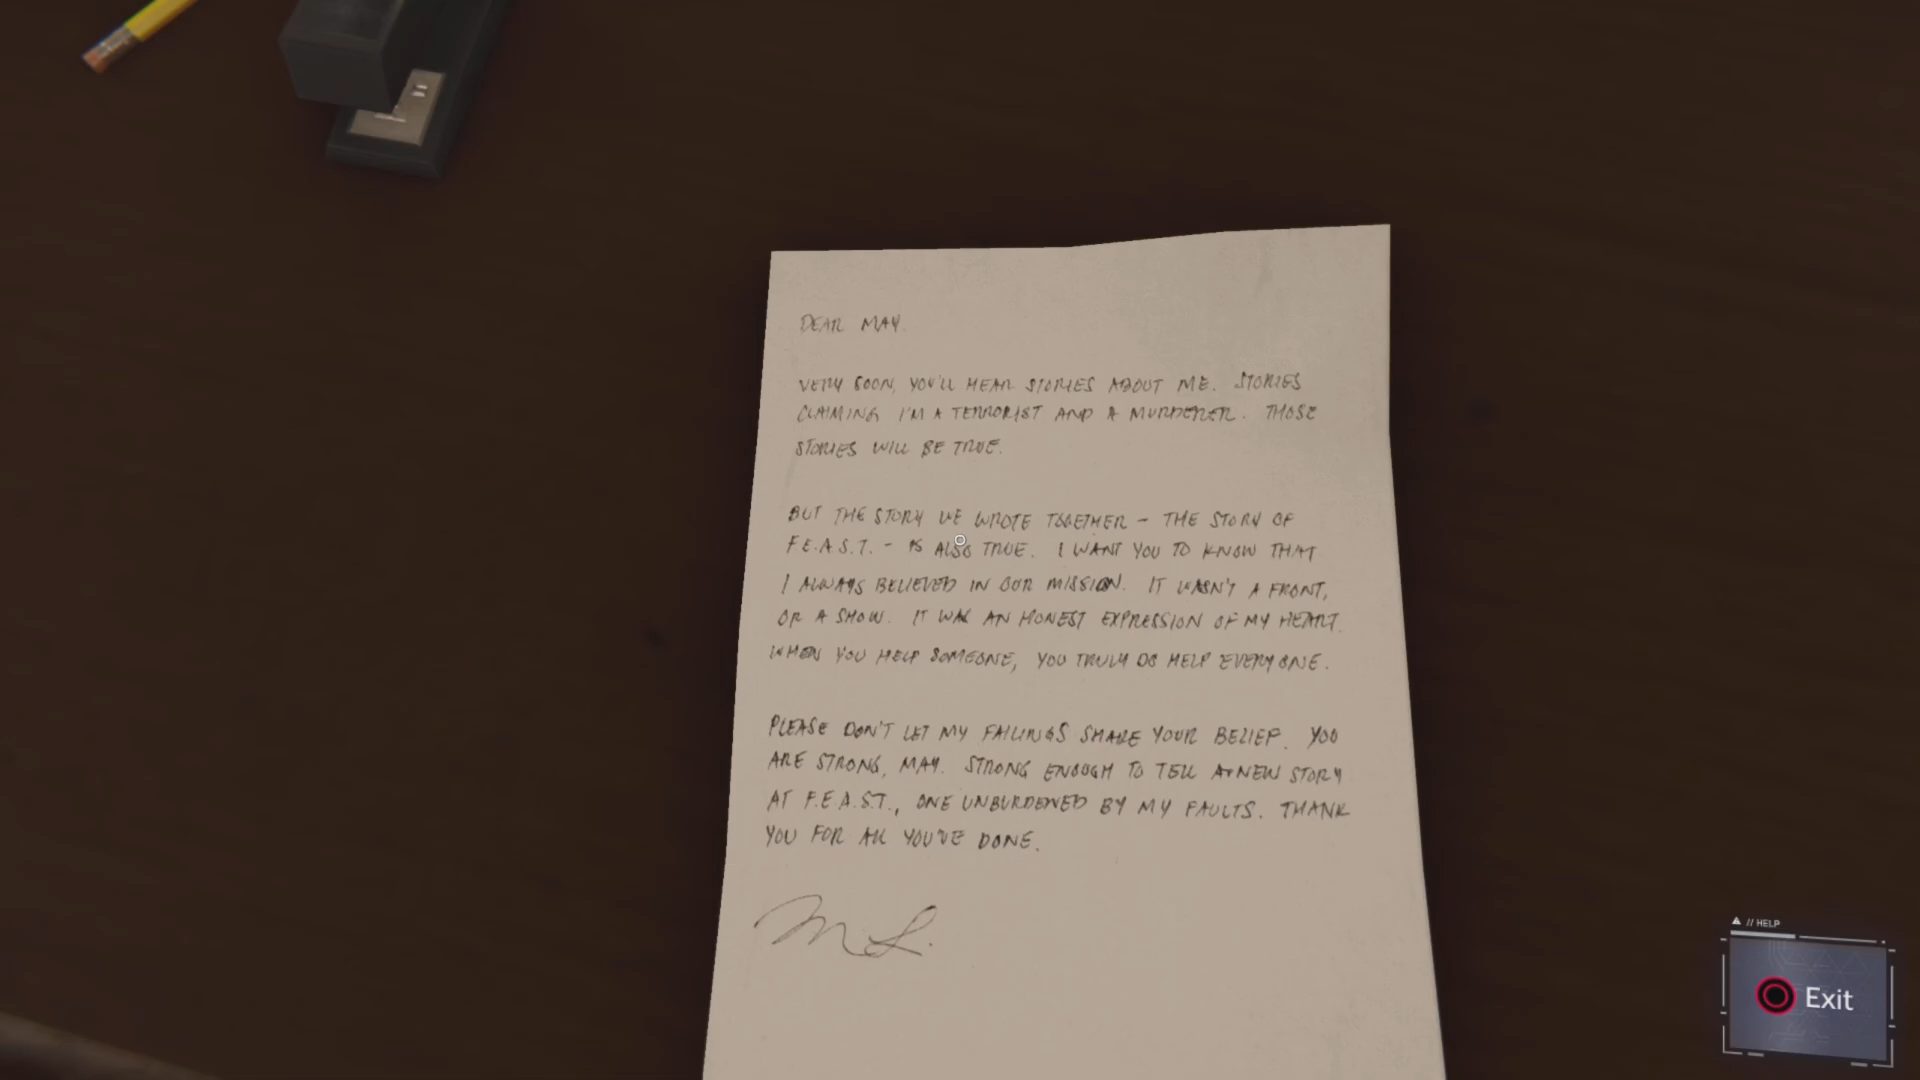 DEAR MAY.
VERY SOON, YOU'LL HEAR STORIES ABOUT ME. STORIES
CLAIMING I'M A TERRORIST AND A MURDERER. THOSE
STORIES WILL BE TRUE.
BUT THE STORY WE WROTE TOGETHER - THE STORY OF
F.E.A.S.T. - IS ALSO TRUE. I WANT YOU TO KNOW THAT
I ALWAYS BELIEVED IN OUR MISSION. IT WASN'T A FRONT,
OR A SHOW. IT WAS AN HONEST EXPRESSION OF MY HEART.
WHEN YOU HELP SOMEONE, YOU TRULY DO HELP EVERYONE.
PLEASE DON'T LET MY FAILINGS SHAKE YOUR BELIEF. YOU
ARE STRONG, MAY. STRONG ENOUGH TO TELL A NEW STORY
AT F.E.A.S.T., ONE UNBURDENED BY MY FAULTS. THANK
YOU FOR ALL YOU'VE DONE.
M L.
// HELP
Exit